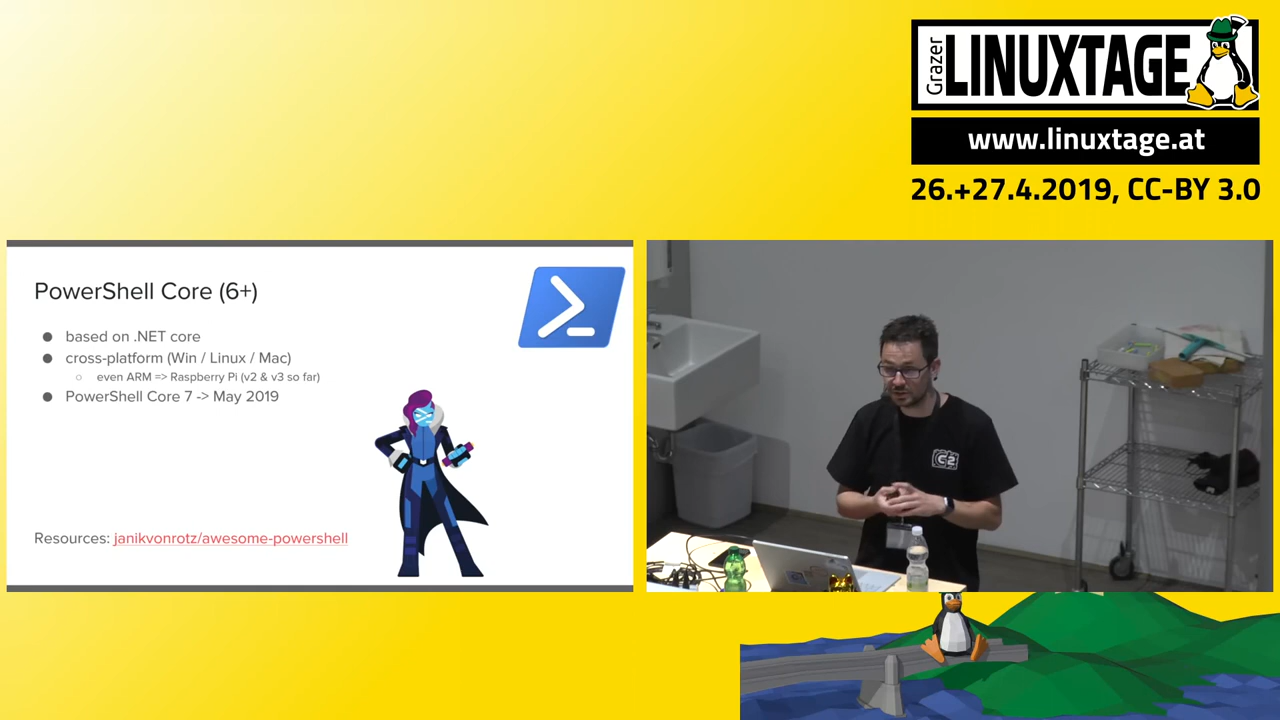 Grazer LINUXTAGE
www.linuxtage.at
26.+27.4.2019, CC-BY 3.0
PowerShell Core (6+)
based on .NET core
cross-platform (Win / Linux / Mac)
even ARM => Raspberry Pi (v2 & v3 so far)
PowerShell Core 7 -> May 2019
Resources: janikvonrotz/awesome-powershell